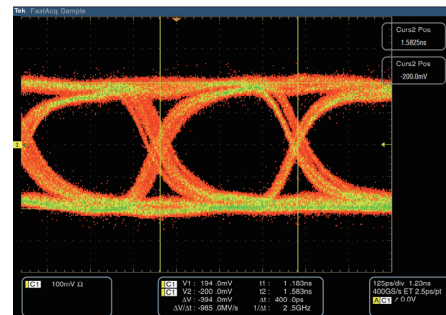 Tek FastAcq Sample
Curs2 Pos
1.5825ns
Curs2 Pos
-200.0mV
1
C1 100mV Ω
C1 V1 : 194 .0mV t1 : 1.183ns
C1 V2 : -200 .0mV t2 : 1.583ns
ΔV : -394 .0mV Δt : 400 .0ps
ΔV/Δt : -985 .0MV/s 1/Δt : 2 .5GHz
125ps/div 1.20ns
400GS/s ET 2.5ps/pt
A C1 0.0V